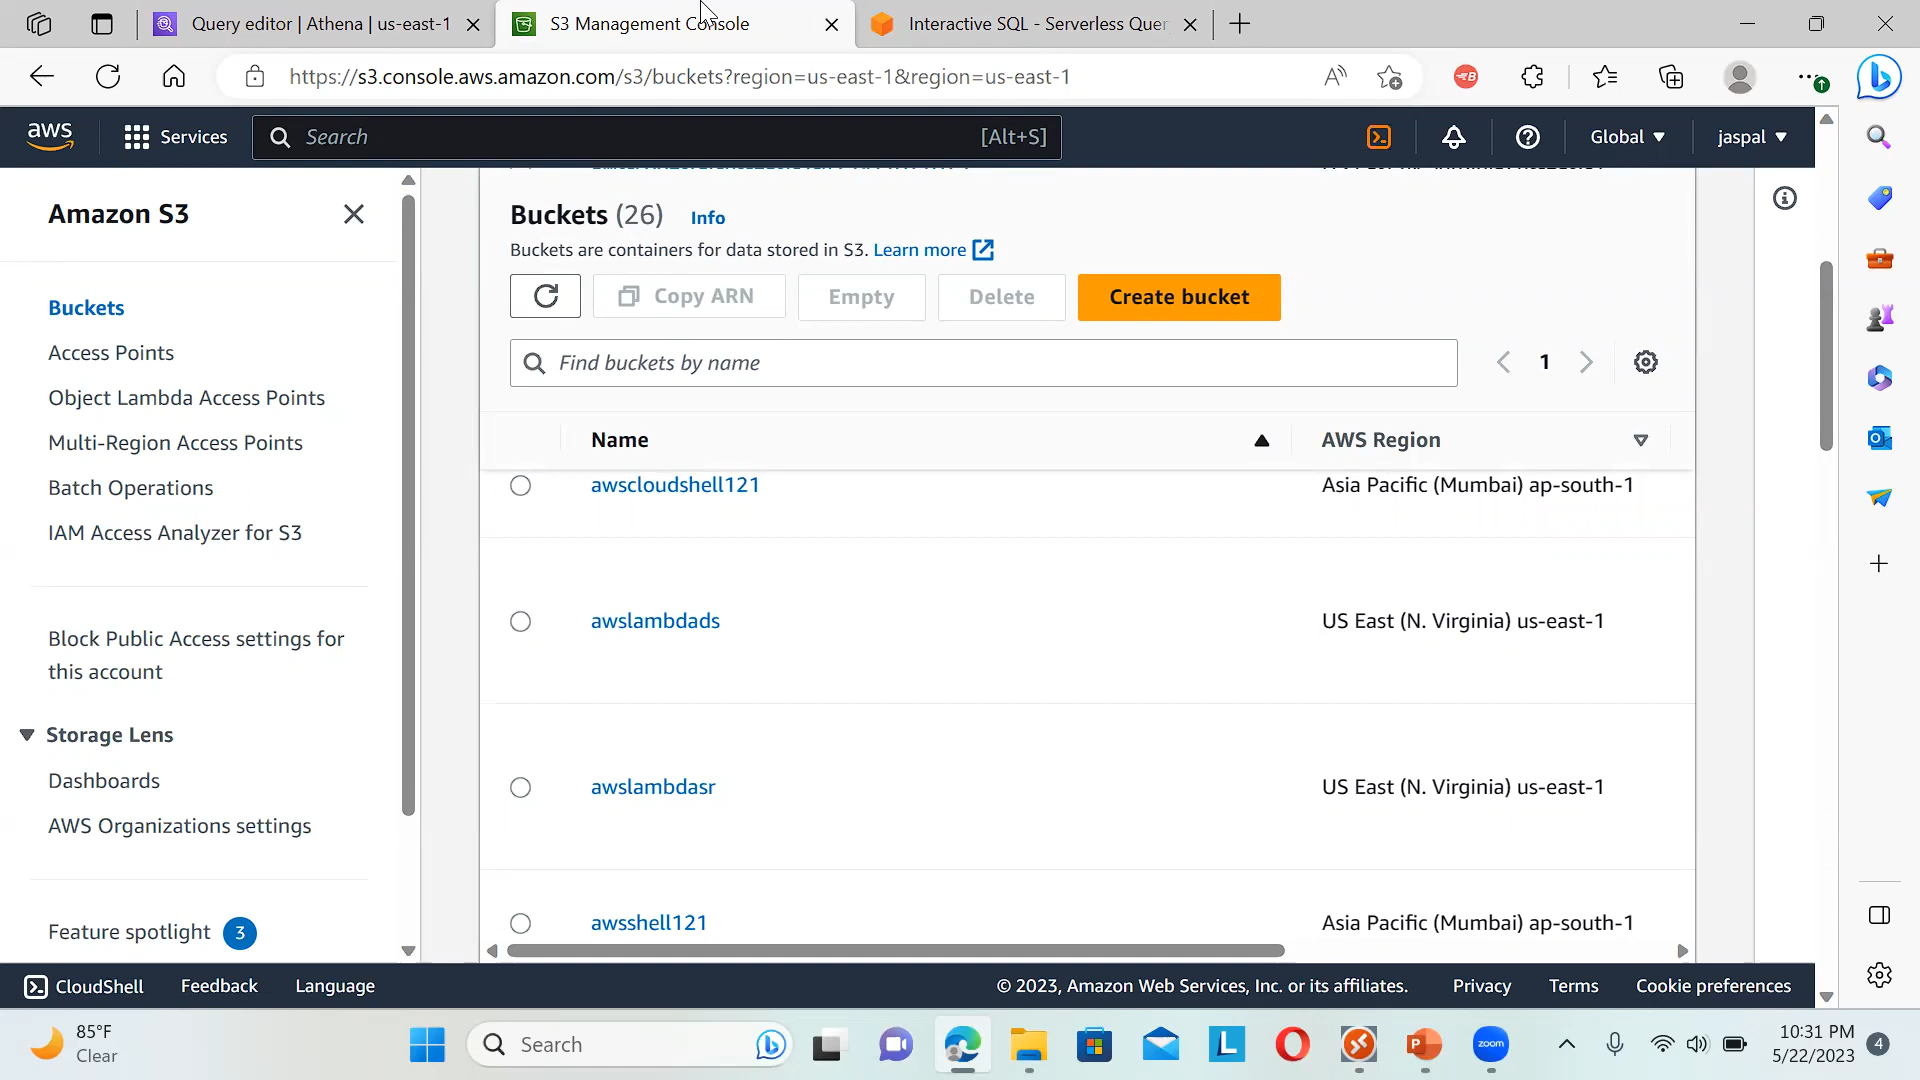 Query editor | Athena | us-east-1
S3 Management Console
Interactive SQL - Serverless Quer
https://s3.console.aws.amazon.com/s3/buckets?region=us-east-1&region=us-east-1
aws
Services
Search
[Alt+S]
Global
jaspal
Amazon S3
Buckets
Access Points
Object Lambda Access Points
Multi-Region Access Points
Batch Operations
IAM Access Analyzer for S3
Block Public Access settings for
this account
Storage Lens
Dashboards
AWS Organizations settings
Feature spotlight 3
Buckets (26) Info
Buckets are containers for data stored in S3. Learn more
Copy ARN
Empty
Delete
Create bucket
Find buckets by name
1
Name
AWS Region
awscloudshell121
Asia Pacific (Mumbai) ap-south-1
awslambdads
US East (N. Virginia) us-east-1
awslambdasr
US East (N. Virginia) us-east-1
awsshell121
Asia Pacific (Mumbai) ap-south-1
CloudShell
Feedback
Language
© 2023, Amazon Web Services, Inc. or its affiliates.
Privacy
Terms
Cookie preferences
85°F
Clear
Search
zoom
10:31 PM
5/22/2023
4